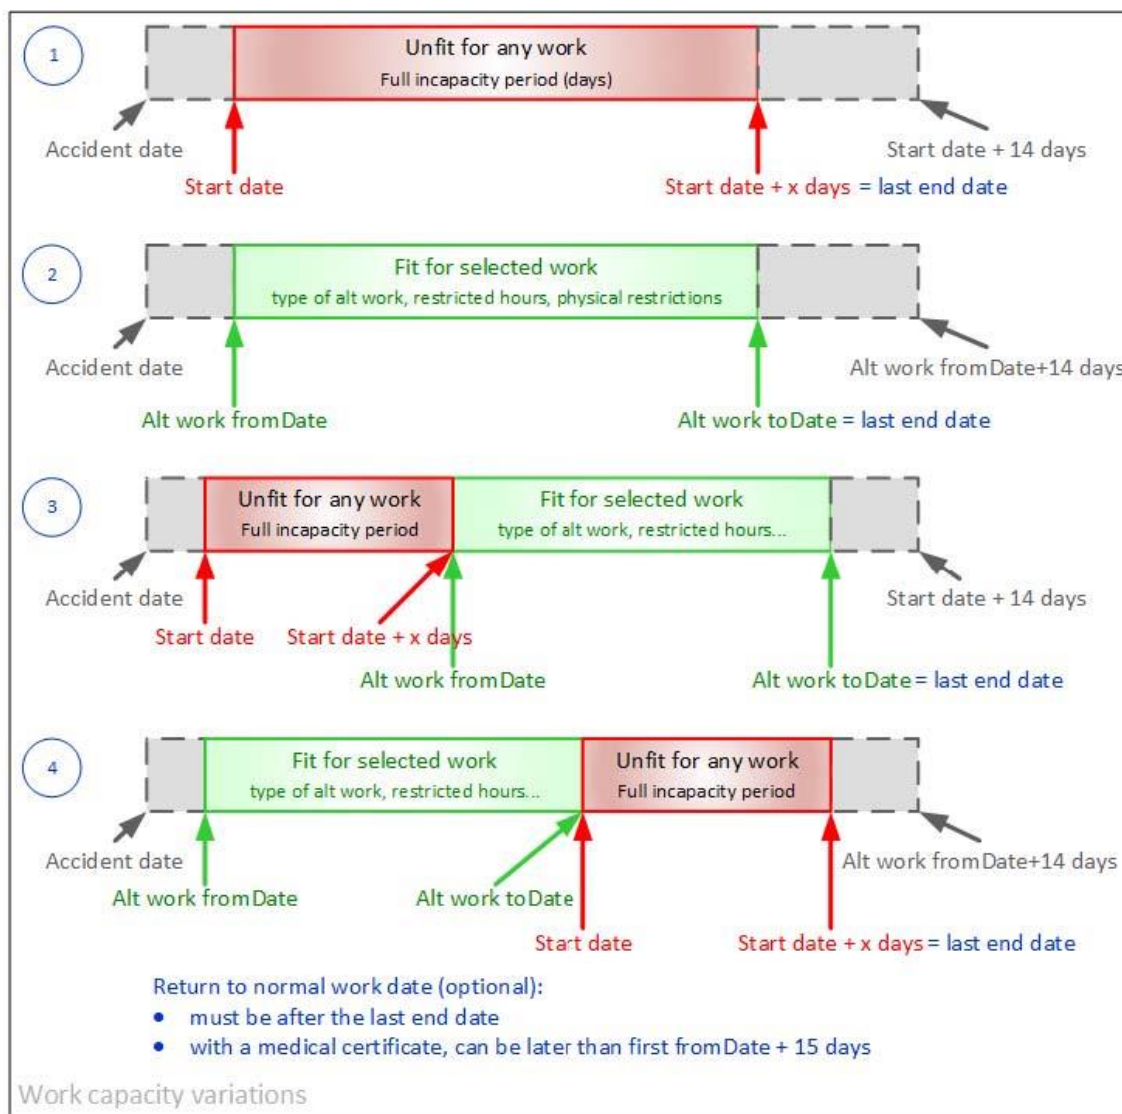 1
Unfit for any work
Full incapacity period (days)
Accident date
Start date + 14 days
Start date
Start date + x days = last end date
2
Fit for selected work
type of alt work, restricted hours, physical restrictions
Accident date
Alt work fromDate+14 days
Alt work fromDate
Alt work toDate = last end date
3
Unfit for any work
Full incapacity period
Fit for selected work
type of alt work, restricted hours...
Accident date
Start date + 14 days
Start date
Start date + x days
Alt work fromDate
Alt work toDate = last end date
4
Fit for selected work
type of alt work, restricted hours...
Unfit for any work
Full incapacity period
Accident date
Alt work fromDate+14 days
Alt work fromDate
Alt work toDate
Start date
Start date + x days = last end date
Return to normal work date (optional):
• must be after the last end date
• with a medical certificate, can be later than first fromDate + 15 days
Work capacity variations